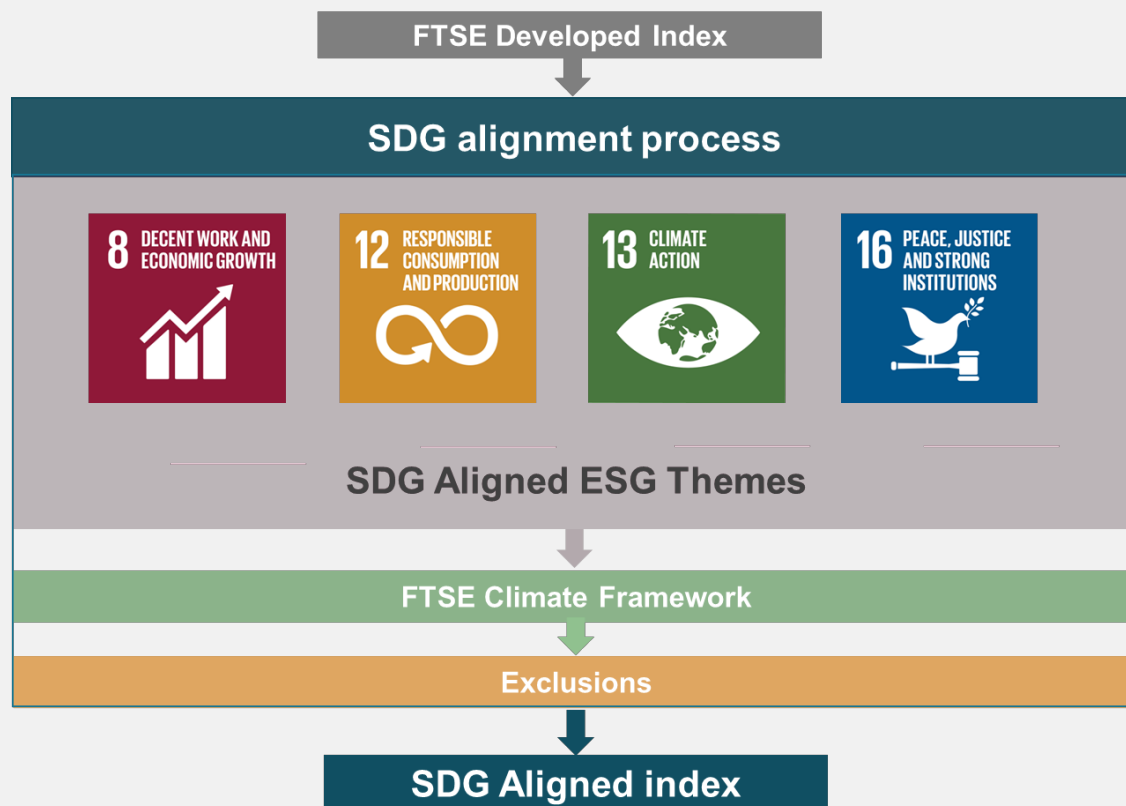 FTSE Developed Index
SDG alignment process
8 DECENT WORK AND
ECONOMIC GROWTH
12 RESPONSIBLE
CONSUMPTION
AND PRODUCTION
13 CLIMATE
ACTION
16 PEACE, JUSTICE
AND STRONG
INSTITUTIONS
SDG Aligned ESG Themes
FTSE Climate Framework
Exclusions
SDG Aligned index